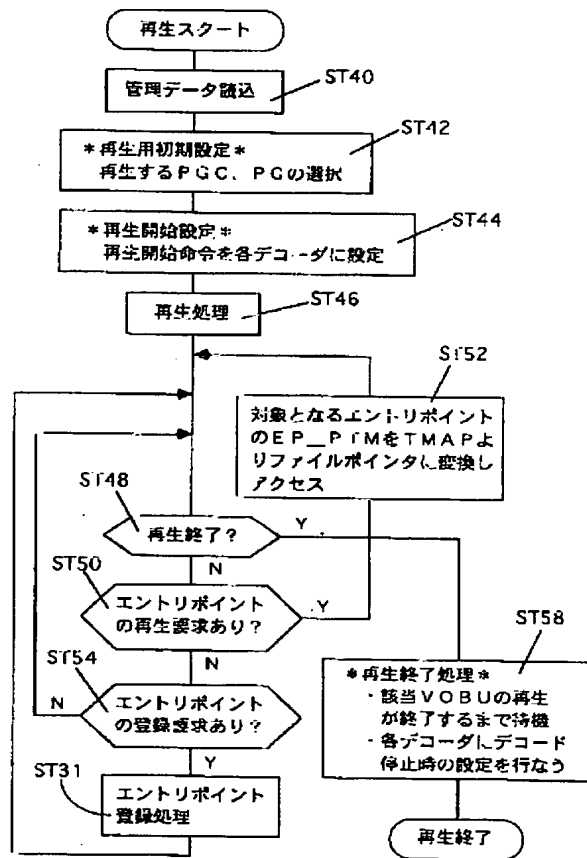 再生スタート
管理データ読込
ST40
ST42
*再生用初期設定*
再生するPGC、PGの選択
ST44
*再生開始設定*
再生開始命令を各デコーダに設定
再生処理
ST46
ST52
対象となるエントリポイント
のEP_PTMをTMAPよ
りファイルポインタに変換し
アクセス
ST48
再生終了?
Y
N
ST50
エントリポイント
の再生要求あり?
Y
N
ST54
エントリポイント
の登録要求あり?
N
Y
ST31
エントリポイント
登録処理
ST58
*再生終了処理*
・該当VOBUの再生
が終了するまで待機
・各デコーダにデコード
停止時の設定を行なう
再生終了